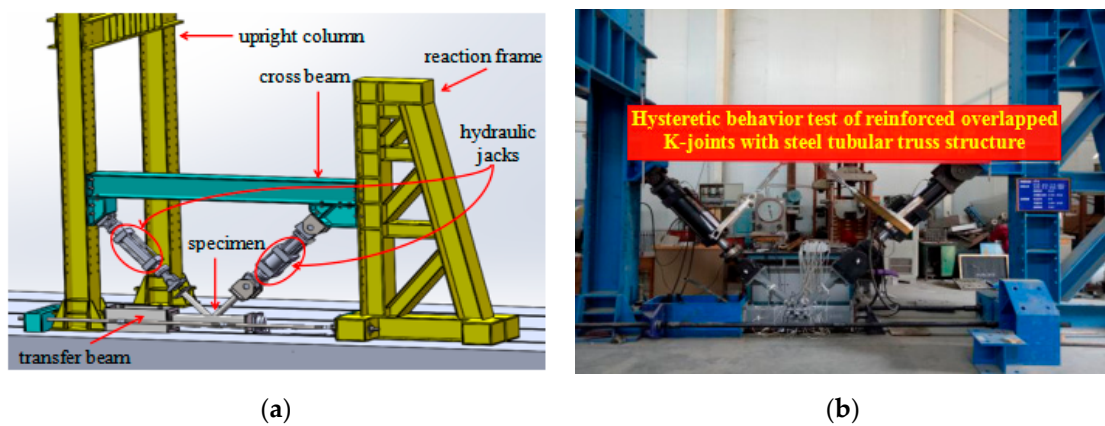 upright column
reaction frame
cross beam
hydraulic
jacks
specimen
transfer beam
Hysteretic behavior test of reinforced overlapped
K-joints with steel tubular truss structure
(a)
(b)